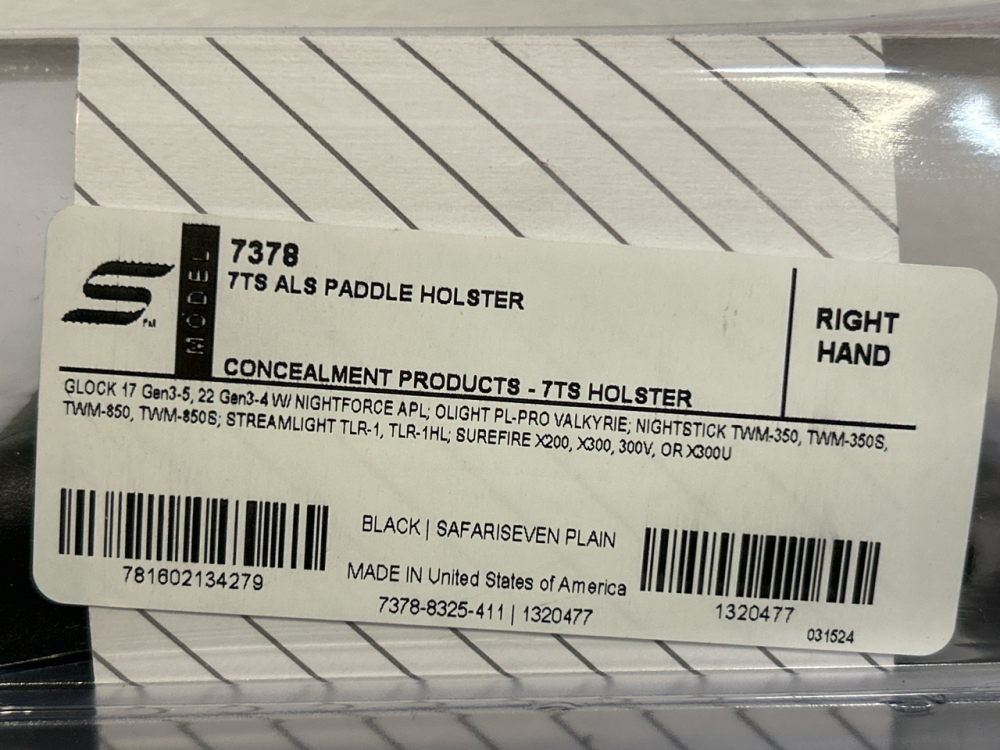 MODEL
7378
7TS ALS PADDLE HOLSTER
RIGHT
HAND
CONCEALMENT PRODUCTS - 7TS HOLSTER
GLOCK 17 Gen3-5, 22 Gen3-4 W/ NIGHTFORCE APL; OLIGHT PL-PRO VALKYRIE; NIGHTSTICK TWM-350, TWM-350S,
TWM-850, TWM-850S; STREAMLIGHT TLR-1, TLR-1HL; SUREFIRE X200, X300, 300V, OR X300U
BLACK | SAFARISEVEN PLAIN
781602134279
MADE IN United States of America
7378-8325-411 | 1320477
1320477
031524